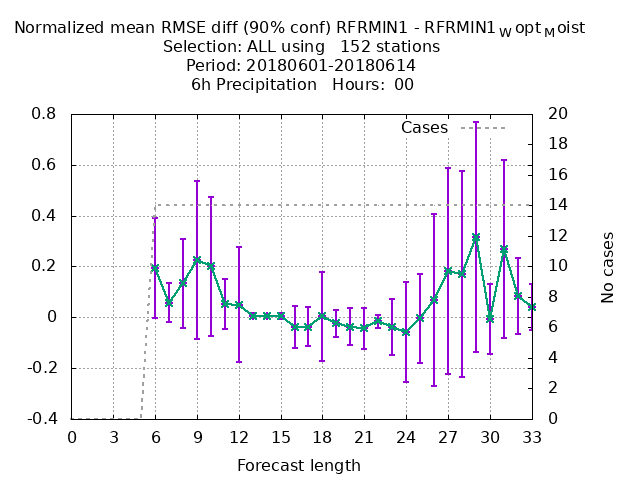 Normalized mean RMSE diff (90% conf) RFRMIN1 - RFRMIN1WoptMoist
Selection: ALL using 152 stations
Period: 20180601-20180614
6h Precipitation Hours: 00
Cases
0.8
0.6
0.4
0.2
0
-0.2
-0.4
20
18
16
14
12
10
8
6
4
2
0
No cases
0 3 6 9 12 15 18 21 24 27 30 33
Forecast length